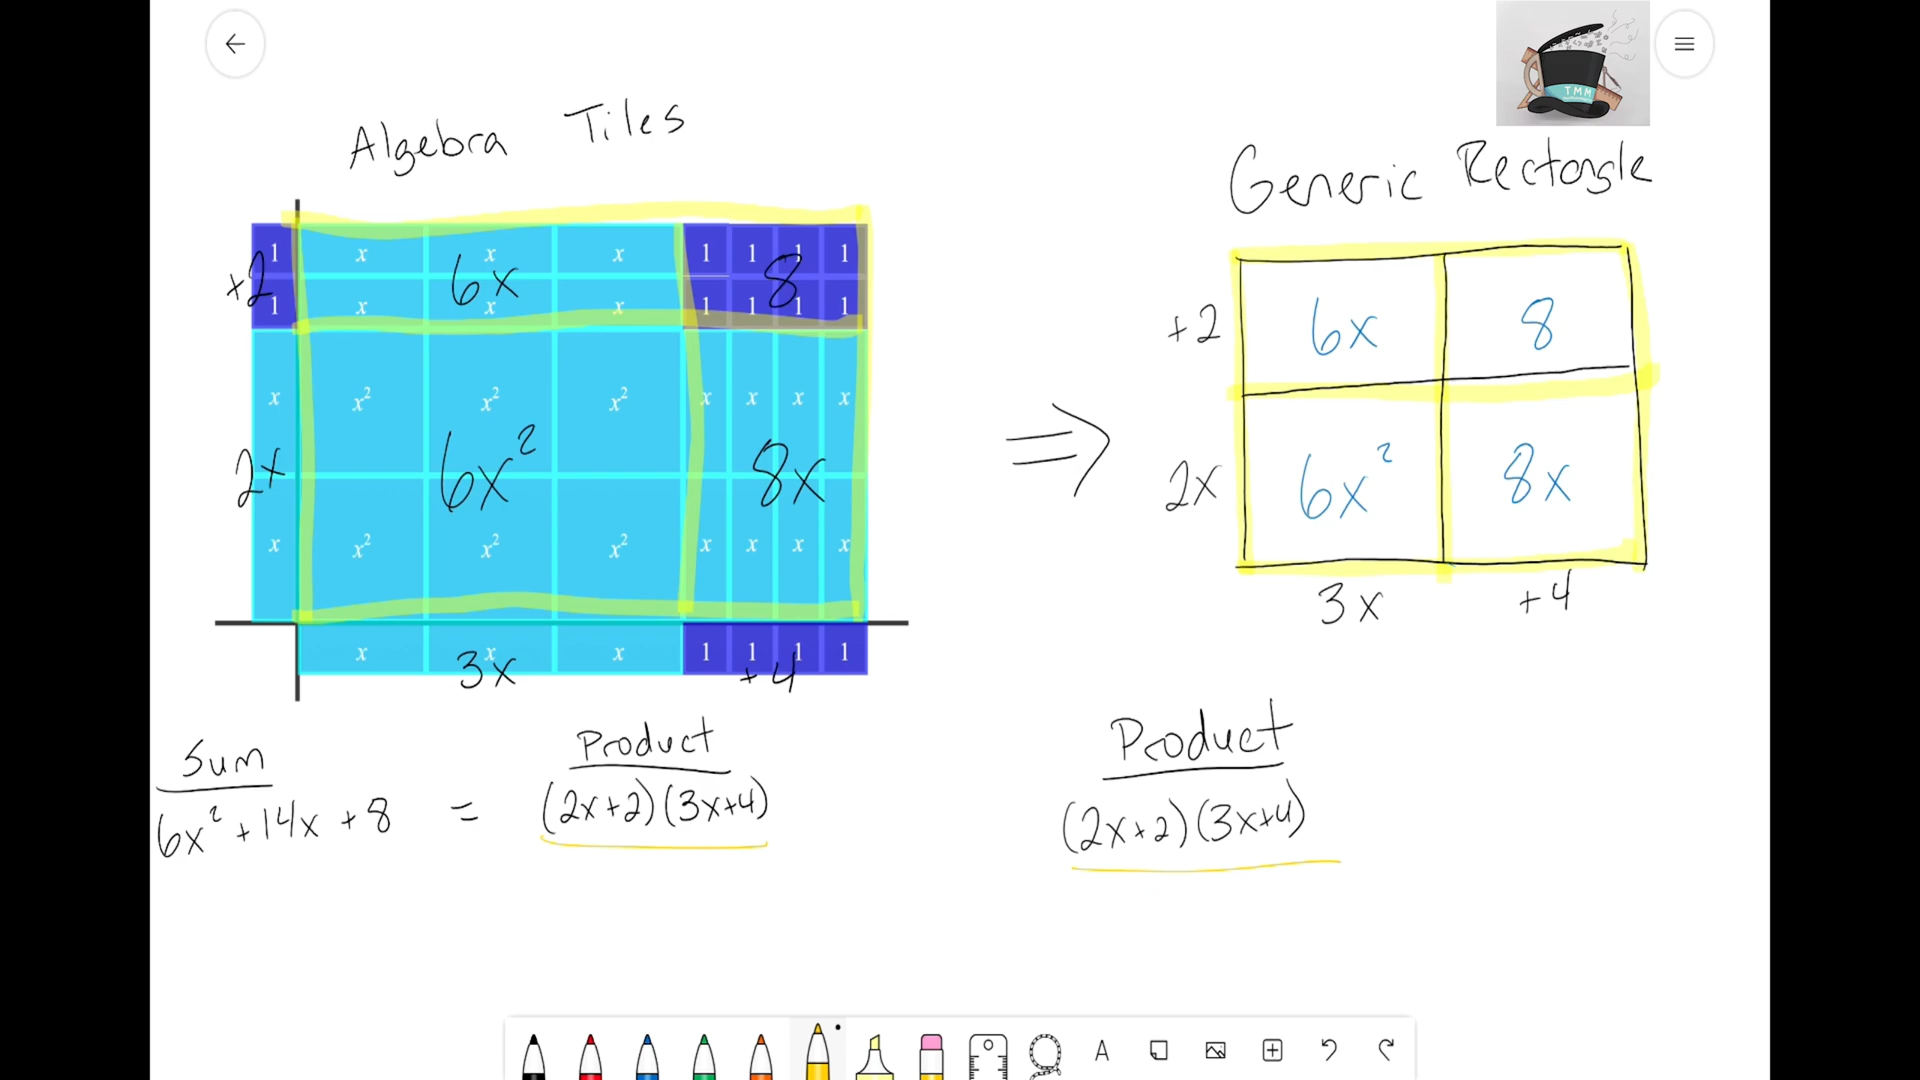 Algebra Tiles
1 x x x 1 1 1 1
+2 6x 8
1 x x x 1 1 1 1
x x² x² x² x x x x
2x 6x² 8x
x x² x² x² x x x x
x x x 1 1 1 1
3x +4
Sum
6x² + 14x + 8 =
Product
(2x+2)(3x+4)
TMM
Generic Rectangle
+2 6x 8
2x 6x² 8x
3x +4
Product
(2x+2)(3x+4)
A